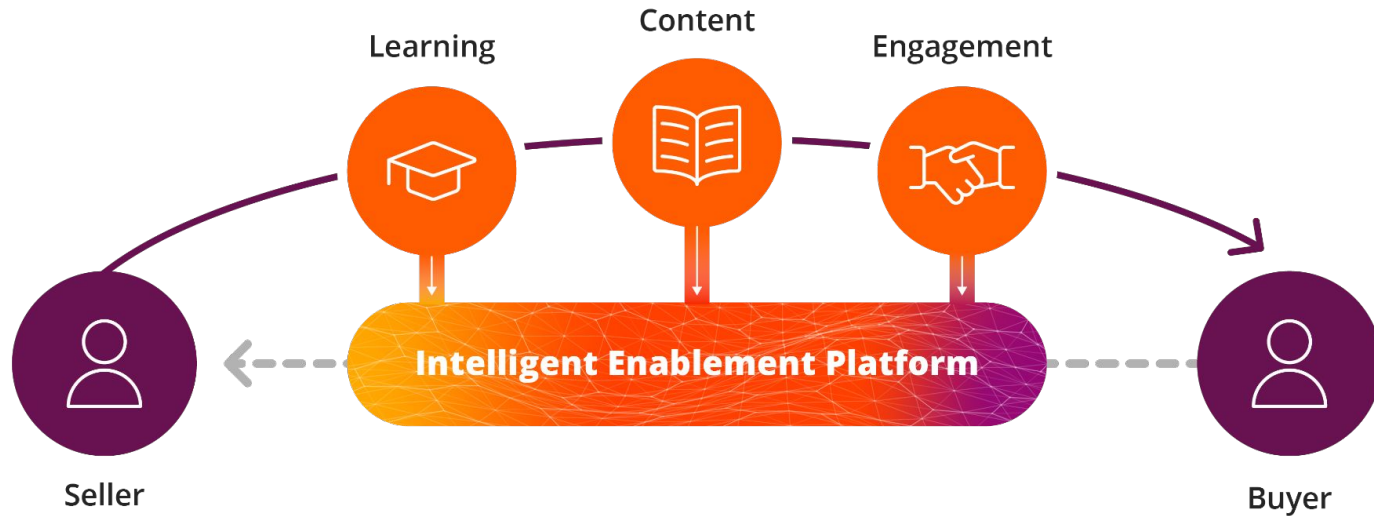 Learning
Content
Engagement
Intelligent Enablement Platform
Seller
Buyer